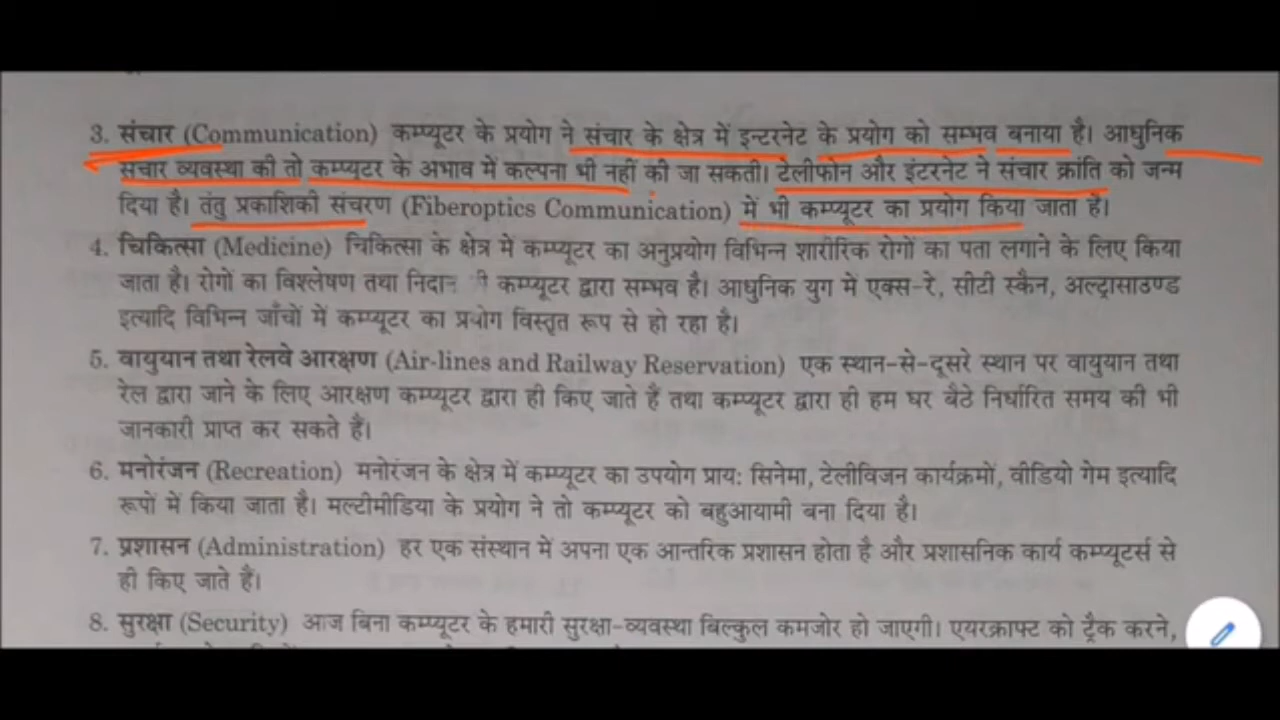 3. संचार (Communication) कम्प्यूटर के प्रयोग ने संचार के क्षेत्र में इन्टरनेट के प्रयोग को सम्भव बनाया है। आधुनिक
संचार व्यवस्था की तो कम्प्यूटर के अभाव में कल्पना भी नहीं की जा सकती। टेलीफोन और इंटरनेट ने संचार क्रांति को जन्म
दिया है। तंतु प्रकाशिकी संचरण (Fiberoptics Communication) में भी कम्प्यूटर का प्रयोग किया जाता है।
4. चिकित्सा (Medicine) चिकित्सा के क्षेत्र में कम्प्यूटर का अनुप्रयोग विभिन्न शारीरिक रोगों का पता लगाने के लिए किया
जाता है। रोगों का विश्लेषण तथा निदान भी कम्प्यूटर द्वारा सम्भव है। आधुनिक युग में एक्स-रे, सीटी स्कैन, अल्ट्रासाउण्ड
इत्यादि विभिन्न जाँचों में कम्प्यूटर का प्रयोग विस्तृत रूप से हो रहा है।
5. वायुयान तथा रेलवे आरक्षण (Air-lines and Railway Reservation) एक स्थान-से-दूसरे स्थान पर वायुयान तथा
रेल द्वारा जाने के लिए आरक्षण कम्प्यूटर द्वारा ही किए जाते हैं तथा कम्प्यूटर द्वारा ही हम घर बैठे निर्धारित समय की भी
जानकारी प्राप्त कर सकते हैं।
6. मनोरंजन (Recreation) मनोरंजन के क्षेत्र में कम्प्यूटर का उपयोग प्राय: सिनेमा, टेलीविजन कार्यक्रमों, वीडियो गेम इत्यादि
रूपों में किया जाता है। मल्टीमीडिया के प्रयोग ने तो कम्प्यूटर को बहुआयामी बना दिया है।
7. प्रशासन (Administration) हर एक संस्थान में अपना एक आन्तरिक प्रशासन होता है और प्रशासनिक कार्य कम्प्यूटर्स से
ही किए जाते हैं।
8. सुरक्षा (Security) आज बिना कम्प्यूटर के हमारी सुरक्षा-व्यवस्था बिल्कुल कमजोर हो जाएगी। एयरक्राफ्ट को ट्रैक करने,